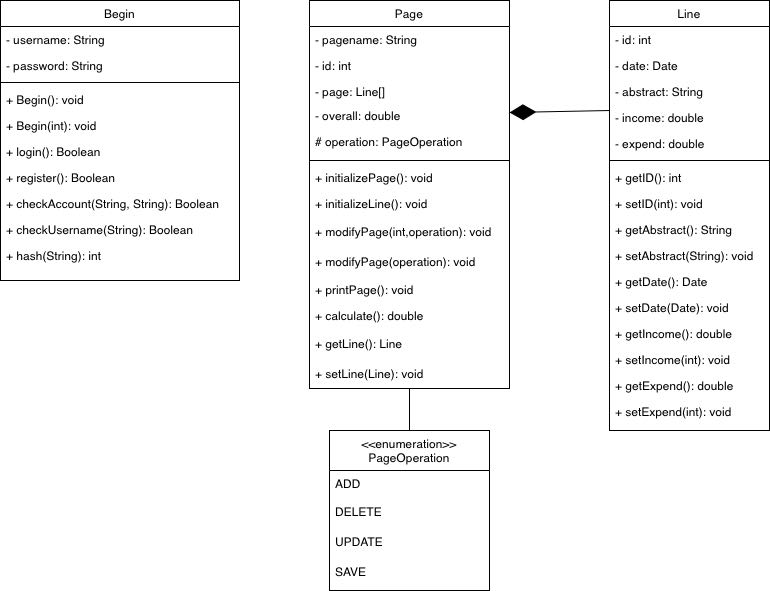 Begin
- username: String
- password: String
+ Begin(): void
+ Begin(int): void
+ login(): Boolean
+ register(): Boolean
+ checkAccount(String, String): Boolean
+ checkUsername(String): Boolean
+ hash(String): int
Page
- pagename: String
- id: int
- page: Line[]
- overall: double
# operation: PageOperation
+ initializePage(): void
+ initializeLine(): void
+ modifyPage(int,operation): void
+ modifyPage(operation): void
+ printPage(): void
+ calculate(): double
+ getLine(): Line
+ setLine(Line): void
Line
- id: int
- date: Date
- abstract: String
- income: double
- expend: double
+ getID(): int
+ setID(int): void
+ getAbstract(): String
+ setAbstract(String): void
+ getDate(): Date
+ setDate(Date): void
+ getIncome(): double
+ setIncome(int): void
+ getExpend(): double
+ setExpend(int): void
<<enumeration>>
PageOperation
ADD
DELETE
UPDATE
SAVE